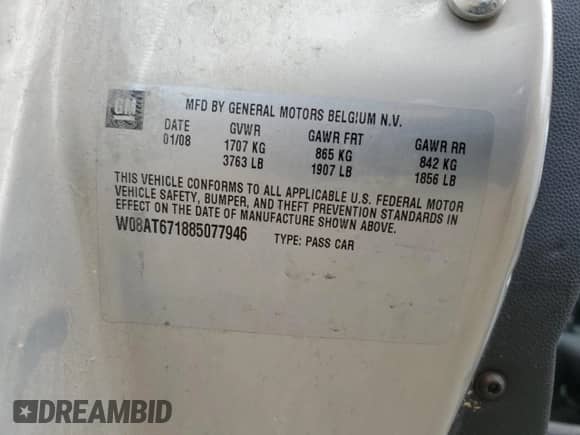 GM
MFD BY GENERAL MOTORS BELGIUM N.V.
DATE GVWR GAWR FRT GAWR RR
01/08 1707 KG 865 KG 842 KG
3763 LB 1907 LB 1856 LB
THIS VEHICLE CONFORMS TO ALL APPLICABLE U.S. FEDERAL MOTOR
VEHICLE SAFETY, BUMPER, AND THEFT PREVENTION STANDARDS IN
EFFECT ON THE DATE OF MANUFACTURE SHOWN ABOVE.
W08AT671885077946 TYPE: PASS CAR
DREAMBID